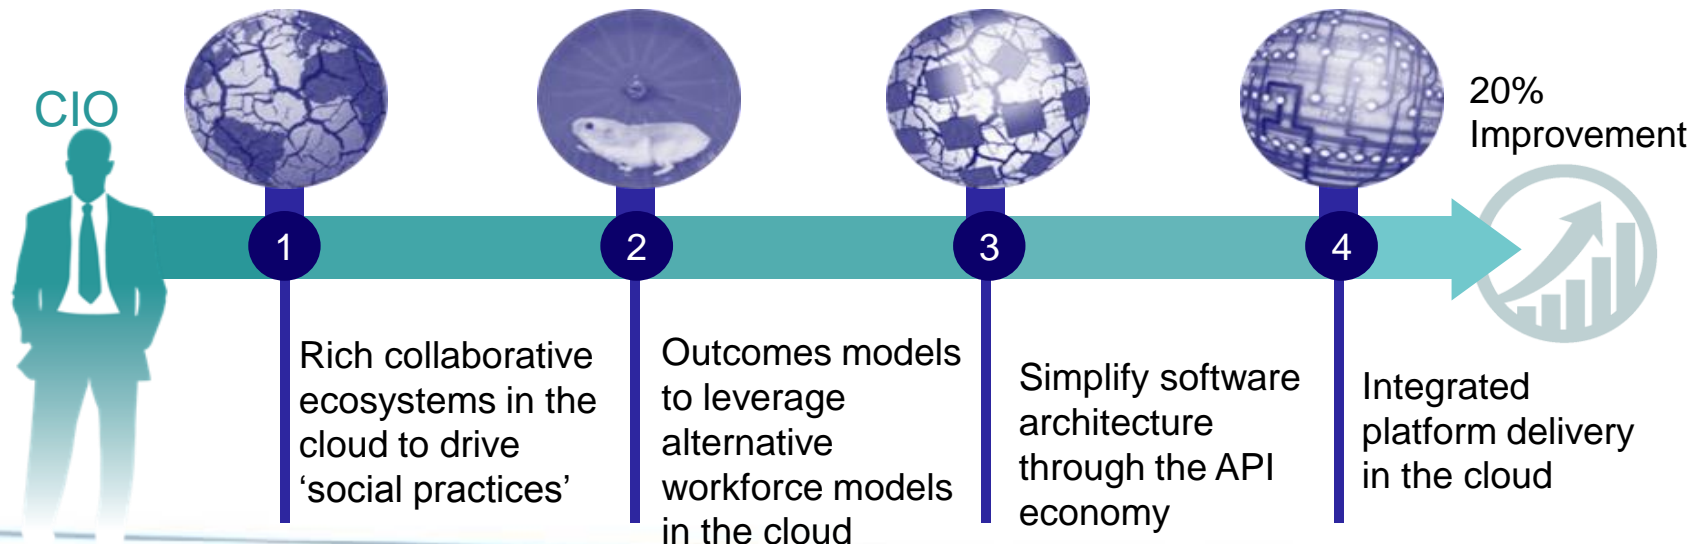 CIO
20%
Improvement
1
2
3
4
Rich collaborative
ecosystems in the
cloud to drive
‘social practices’
Outcomes models
to leverage
alternative
workforce models
in the cloud
Simplify software
architecture
through the API
economy
Integrated
platform delivery
in the cloud